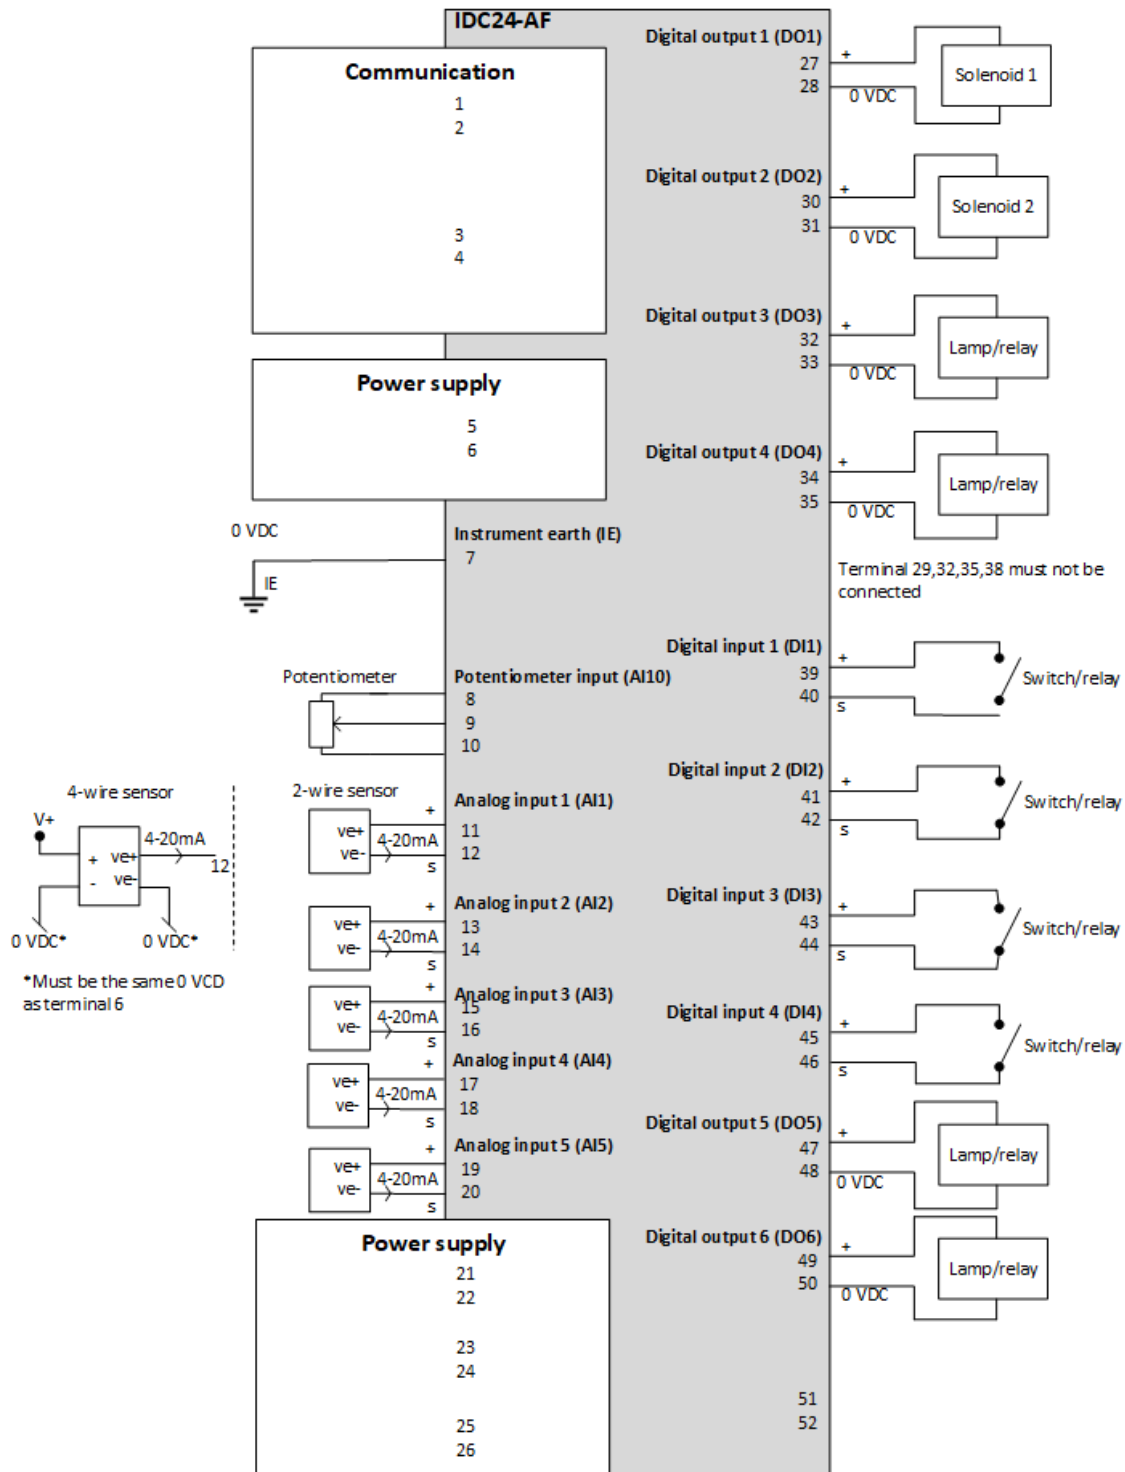 IDC24-AF
Communication
1
2
3
4
Power supply
5
6
0 VDC
IE
Instrument earth (IE)
7
Potentiometer
Potentiometer input (AI10)
8
9
10
4-wire sensor
V+
+
-
ve+
ve-
4-20mA
12
0 VDC*
0 VDC*
*Must be the same 0 VCD
as terminal 6
2-wire sensor
ve+
ve-
+
4-20mA
s
Analog input 1 (AI1)
11
12
ve+
ve-
+
4-20mA
s
Analog input 2 (AI2)
13
14
ve+
ve-
+
4-20mA
s
Analog input 3 (AI3)
15
16
ve+
ve-
+
4-20mA
s
Analog input 4 (AI4)
17
18
ve+
ve-
+
4-20mA
s
Analog input 5 (AI5)
19
20
Power supply
21
22
23
24
25
26
Digital output 1 (DO1)
27
28
+
0 VDC
Solenoid 1
Digital output 2 (DO2)
30
31
+
0 VDC
Solenoid 2
Digital output 3 (DO3)
32
33
+
0 VDC
Lamp/relay
Digital output 4 (DO4)
34
35
+
0 VDC
Lamp/relay
Terminal 29,32,35,38 must not be
connected
Digital input 1 (DI1)
39
40
+
s
Switch/relay
Digital input 2 (DI2)
41
42
+
s
Switch/relay
Digital input 3 (DI3)
43
44
+
s
Switch/relay
Digital input 4 (DI4)
45
46
+
s
Switch/relay
Digital output 5 (DO5)
47
48
+
0 VDC
Lamp/relay
Digital output 6 (DO6)
49
50
+
0 VDC
Lamp/relay
51
52